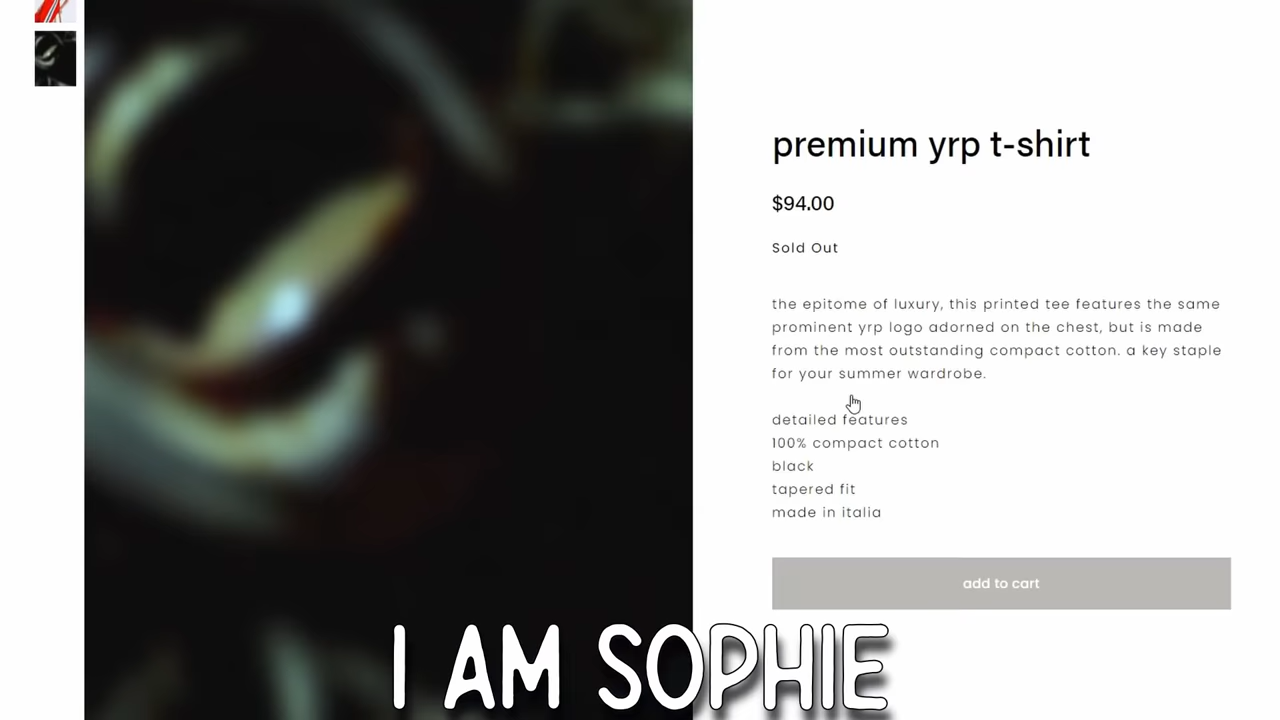 premium yrp t-shirt
$94.00
Sold Out
the epitome of luxury, this printed tee features the same
prominent yrp logo adorned on the chest, but is made
from the most outstanding compact cotton. a key staple
for your summer wardrobe.
detailed features
100% compact cotton
black
tapered fit
made in italia
add to cart
I AM SOPHIE